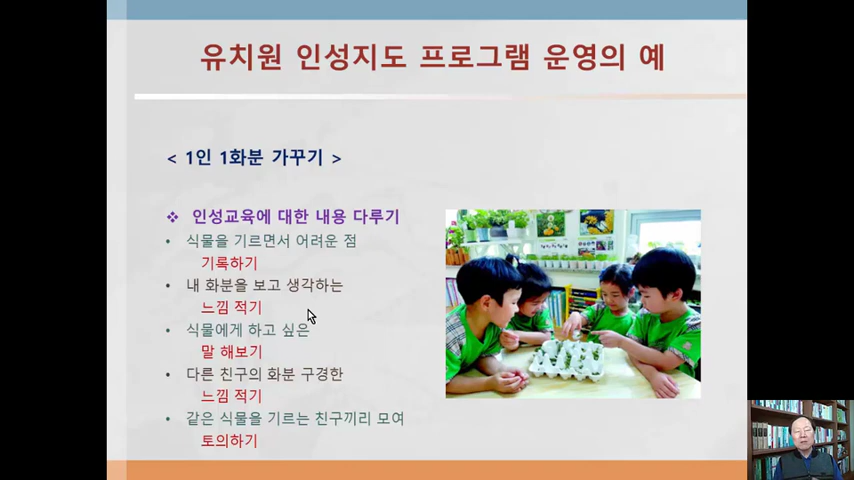 유치원 인성지도 프로그램 운영의 예
< 1인 1화분 가꾸기 >
❖ 인성교육에 대한 내용 다루기
• 식물을 기르면서 어려운 점
기록하기
• 내 화분을 보고 생각하는
느낌 적기
• 식물에게 하고 싶은
말 해보기
• 다른 친구의 화분 구경한
느낌 적기
• 같은 식물을 기르는 친구끼리 모여
토의하기